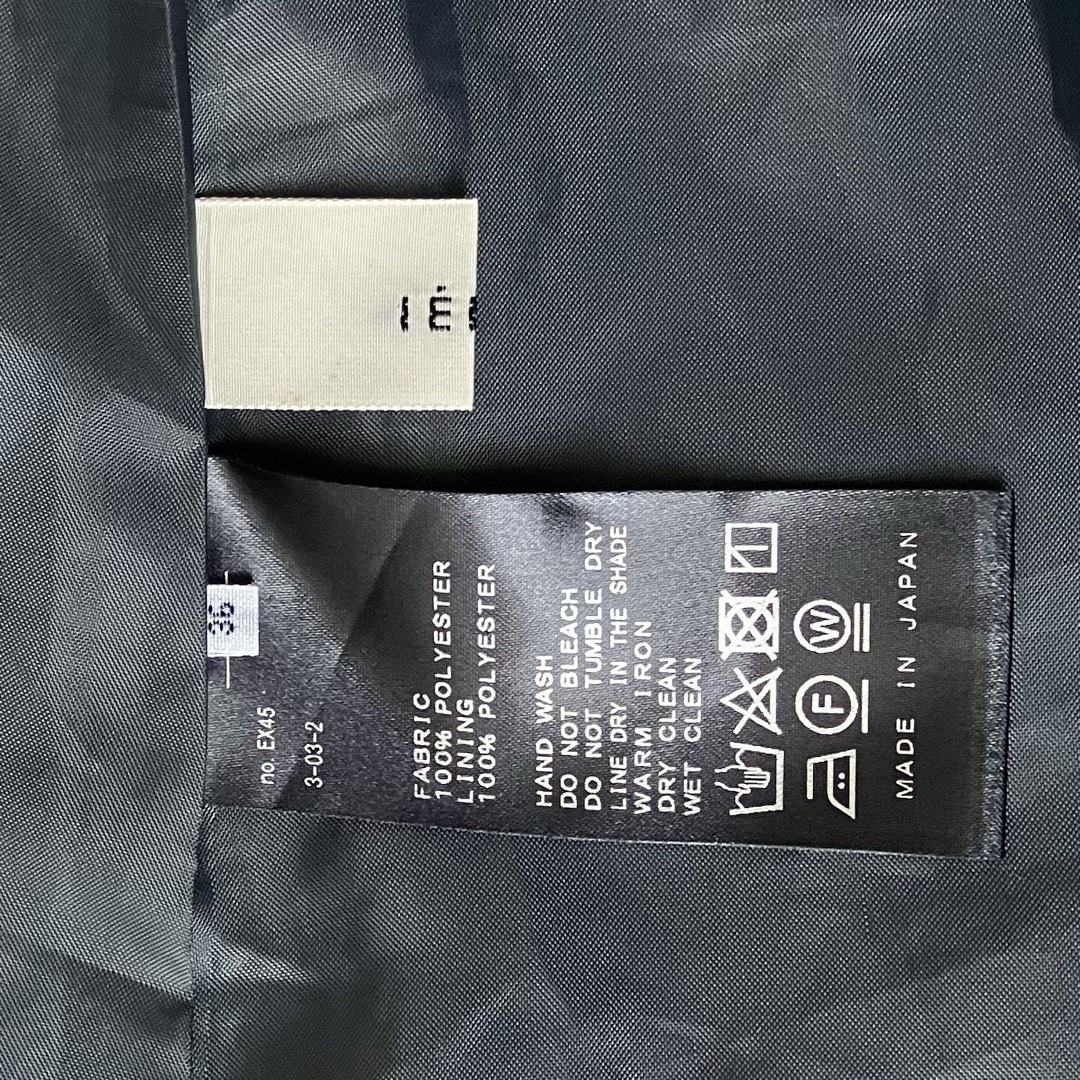 36
no. EX45
3-03-2
FABRIC
100% POLYESTER
LINING
100% POLYESTER
HAND WASH
DO NOT BLEACH
DO NOT TUMBLE DRY
LINE DRY IN THE SHADE
WARM IRON
DRY CLEAN
WET CLEAN
F W
MADE IN JAPAN